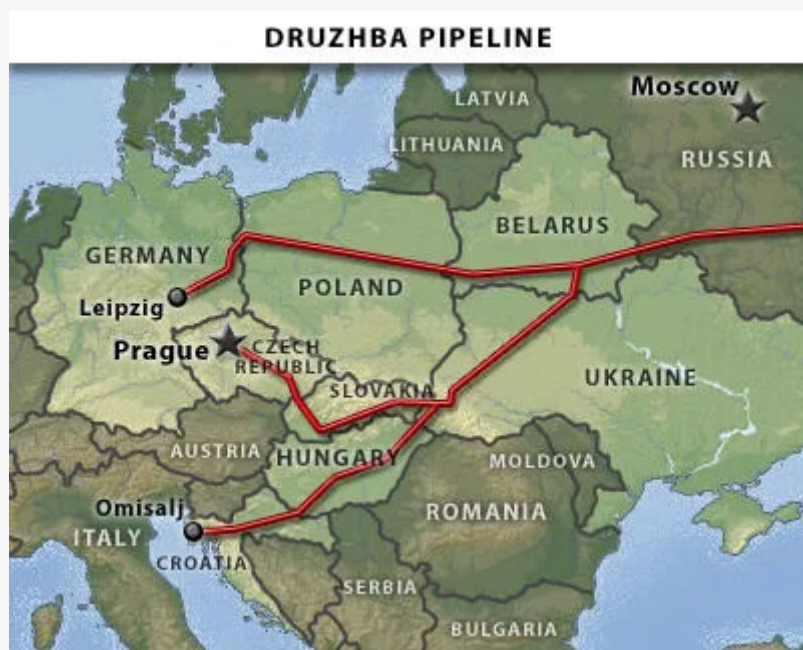 DRUZHBA PIPELINE
Moscow
LATVIA
LITHUANIA
RUSSIA
BELARUS
GERMANY
POLAND
Leipzig
Prague
CZECH
REPUBLIC
UKRAINE
SLOVAKIA
AUSTRIA
HUNGARY
MOLDOVA
Omisalj
ROMANIA
ITALY
CROATIA
SERBIA
BULGARIA